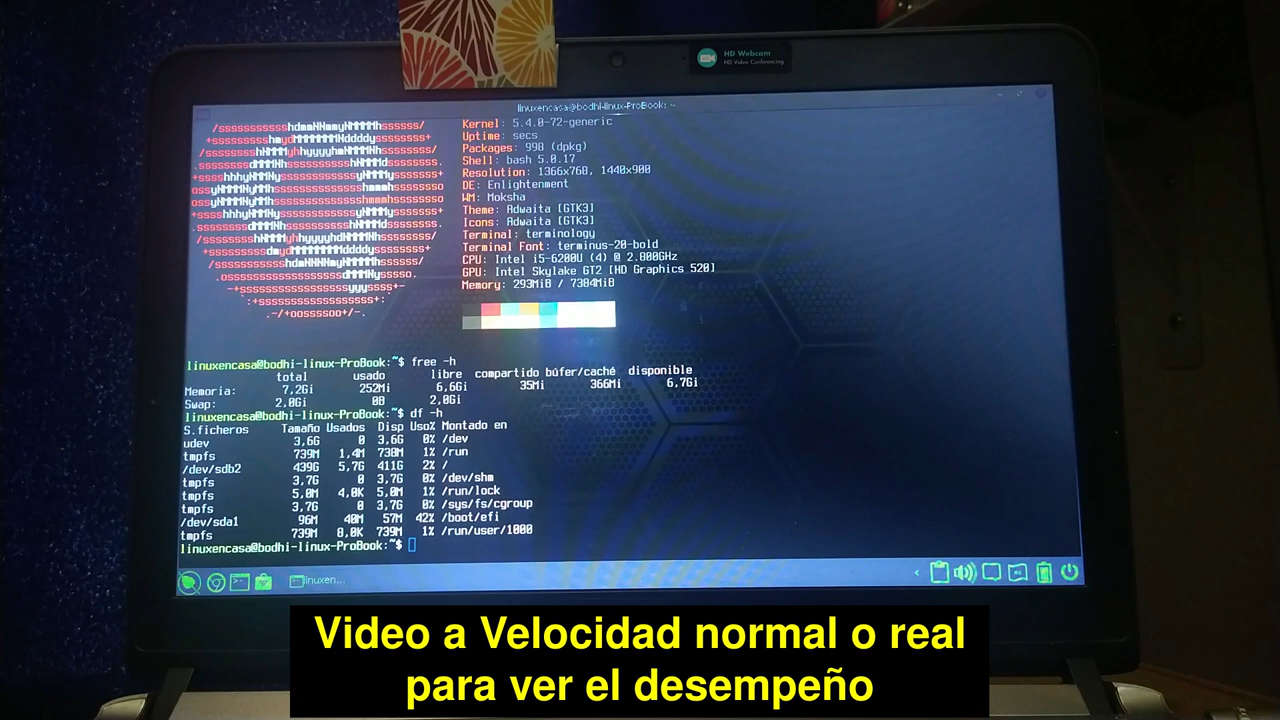 HD Webcam
HD Video Conferencing
linuxencasa@bodhi-linux-ProBook: ~
Kernel: 5.4.0-72-generic
Uptime: secs
Packages: 998 (dpkg)
Shell: bash 5.0.17
Resolution: 1366x768, 1440x900
DE: Enlightenment
WM: Moksha
Theme: Adwaita [GTK3]
Icons: Adwaita [GTK3]
Terminal: terminology
Terminal Font: terminus-20-bold
CPU: Intel i5-6200U (4) @ 2.800GHz
GPU: Intel Skylake GT2 [HD Graphics 520]
Memory: 293MiB / 7384MiB
linuxencasa@bodhi-linux-ProBook:~$ free -h
total usado libre compartido búfer/caché disponible
Memoria: 7,2Gi 252Mi 6,6Gi 35Mi 366Mi 6,7Gi
Swap: 2,0Gi 0B 2,0Gi
linuxencasa@bodhi-linux-ProBook:~$ df -h
S.ficheros Tamaño Usados Disp Uso% Montado en
udev 3,6G 0 3,6G 0% /dev
tmpfs 739M 1,4M 738M 1% /run
/dev/sdb2 439G 5,7G 411G 2% /
tmpfs 3,7G 0 3,7G 0% /dev/shm
tmpfs 5,0M 4,0K 5,0M 1% /run/lock
tmpfs 3,7G 0 3,7G 0% /sys/fs/cgroup
/dev/sda1 96M 40M 57M 42% /boot/efi
tmpfs 739M 8,0K 739M 1% /run/user/1000
linuxencasa@bodhi-linux-ProBook:~$
linuxen...
Video a Velocidad normal o real
para ver el desempeño